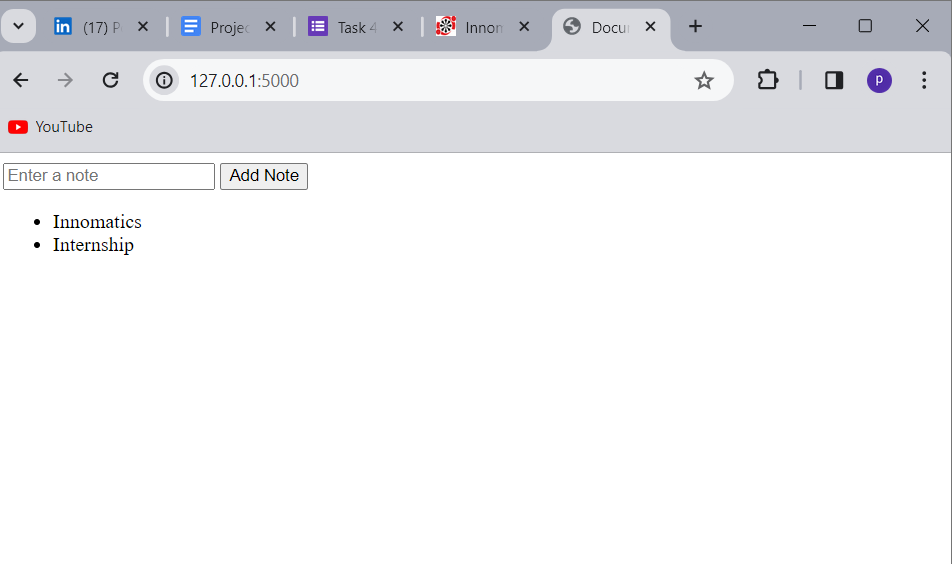 (17) P
Projec
Task 4
Innon
Docu
127.0.0.1:5000
P
YouTube
Enter a note
Add Note
Innomatics
Internship